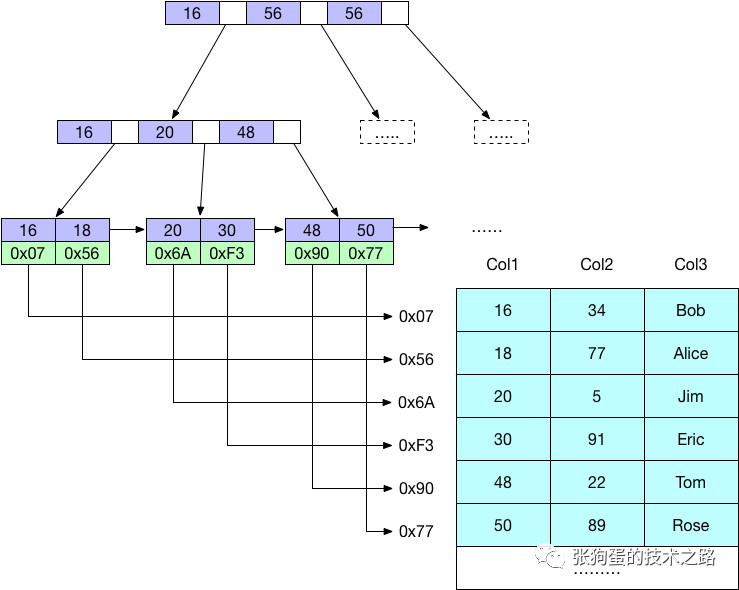 16 56 56
16 20 48 ..... .....
16 18 20 30 48 50 ......
0x07 0x56 0x6A 0xF3 0x90 0x77
Col1 Col2 Col3
0x07 16 34 Bob
0x56 18 77 Alice
0x6A 20 5 Jim
0xF3 30 91 Eric
0x90 48 22 Tom
0x77 50 89 Rose
张狗蛋的技术之路
.........